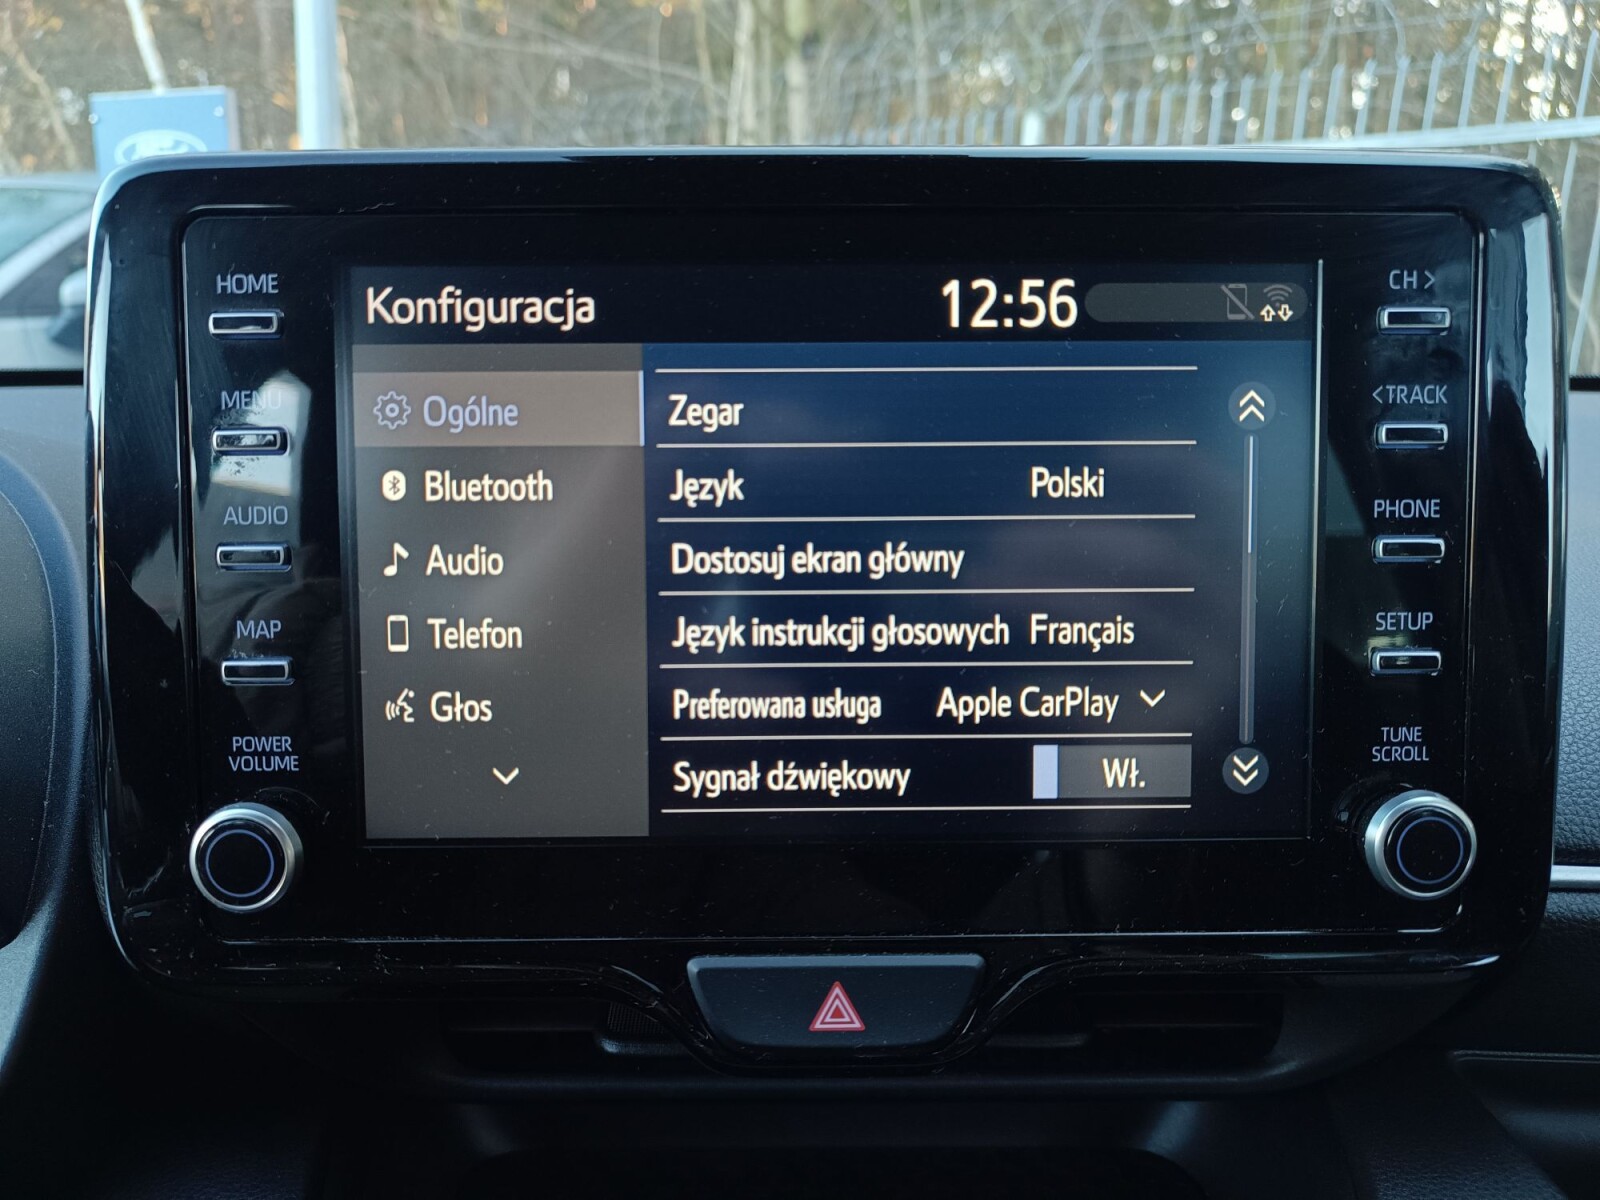 HOME
MENU
AUDIO
MAP
POWER
VOLUME
Konfiguracja 12:56
Ogólne
Bluetooth
Audio
Telefon
Głos
Zegar
Język Polski
Dostosuj ekran główny
Język instrukcji głosowych Français
Preferowana usługa Apple CarPlay
Sygnał dźwiękowy Wł.
CH >
< TRACK
PHONE
SETUP
TUNE
SCROLL